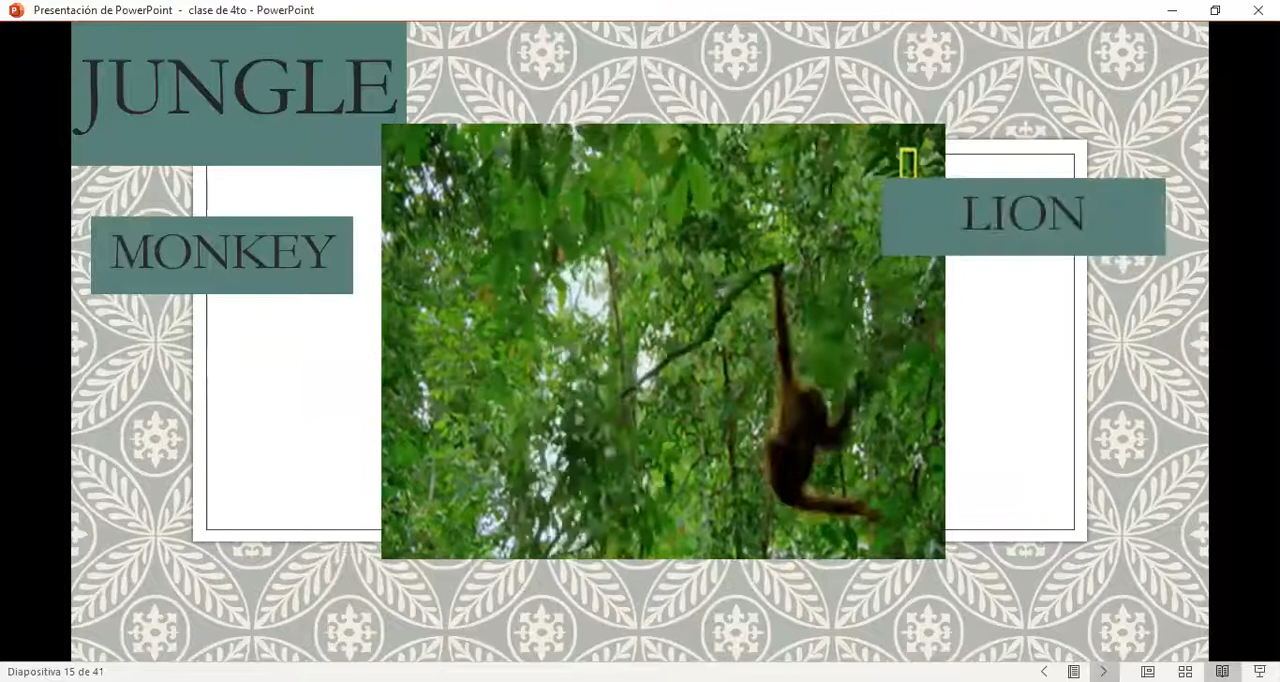 Presentación de PowerPoint - clase de 4to - PowerPoint
JUNGLE
MONKEY
LION
Diapositiva 15 de 41